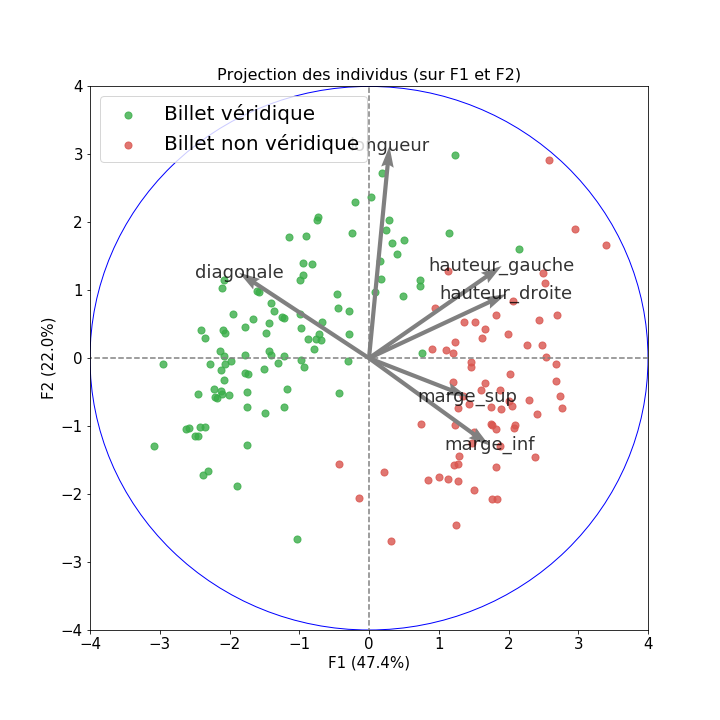 Projection des individus (sur F1 et F2)
Billet véridique
Billet non véridique
longueur
diagonale
hauteur_gauche
hauteur_droite
marge_sup
marge_inf
4
3
2
1
0
−1
−2
−3
−4
F2 (22.0%)
−4 −3 −2 −1 0 1 2 3 4
F1 (47.4%)